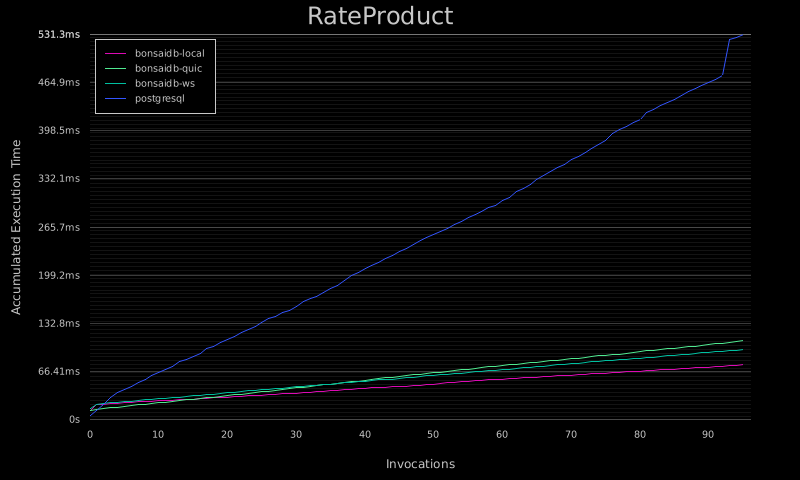 RateProduct
531.3ms
bonsaidb-local
bonsaidb-quic
bonsaidb-ws
postgresql
464.9ms
398.5ms
332.1ms
265.7ms
199.2ms
132.8ms
66.41ms
0s
Accumulated Execution Time
0 10 20 30 40 50 60 70 80 90
Invocations